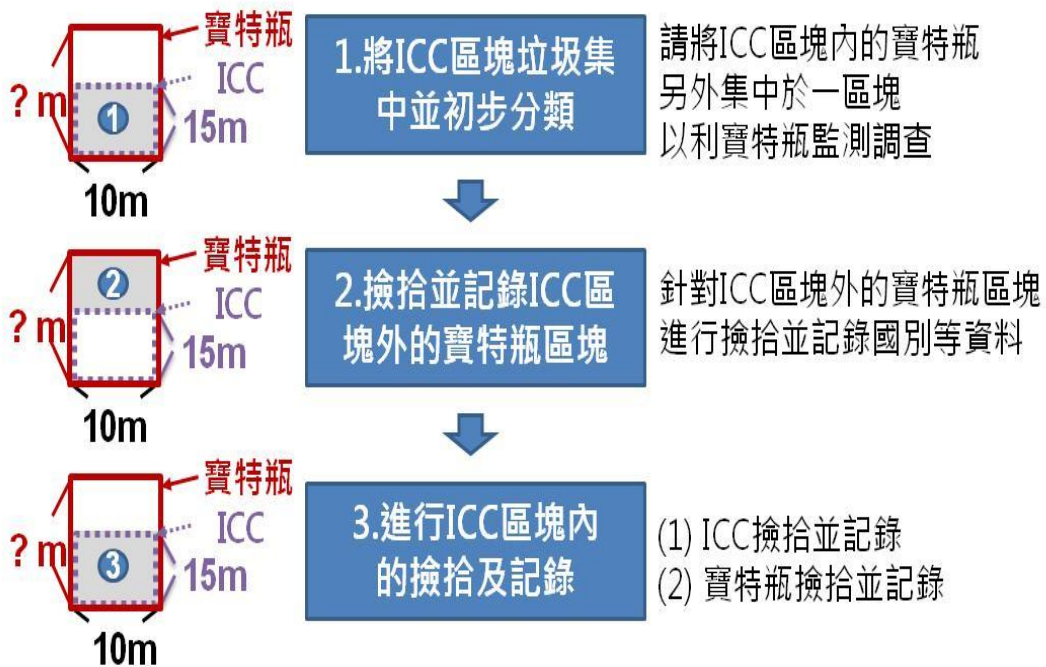 寶特瓶
ICC
? m
①
15m
10m
1.將ICC區塊垃圾集
中並初步分類
請將ICC區塊內的寶特瓶
另外集中於一區塊
以利寶特瓶監測調查
寶特瓶
②
ICC
? m
15m
10m
2.撿拾並記錄ICC區
塊外的寶特瓶區塊
針對ICC區塊外的寶特瓶區塊
進行撿拾並記錄國別等資料
寶特瓶
ICC
? m
③
15m
10m
3.進行ICC區塊內
的撿拾及記錄
(1) ICC撿拾並記錄
(2) 寶特瓶撿拾並記錄